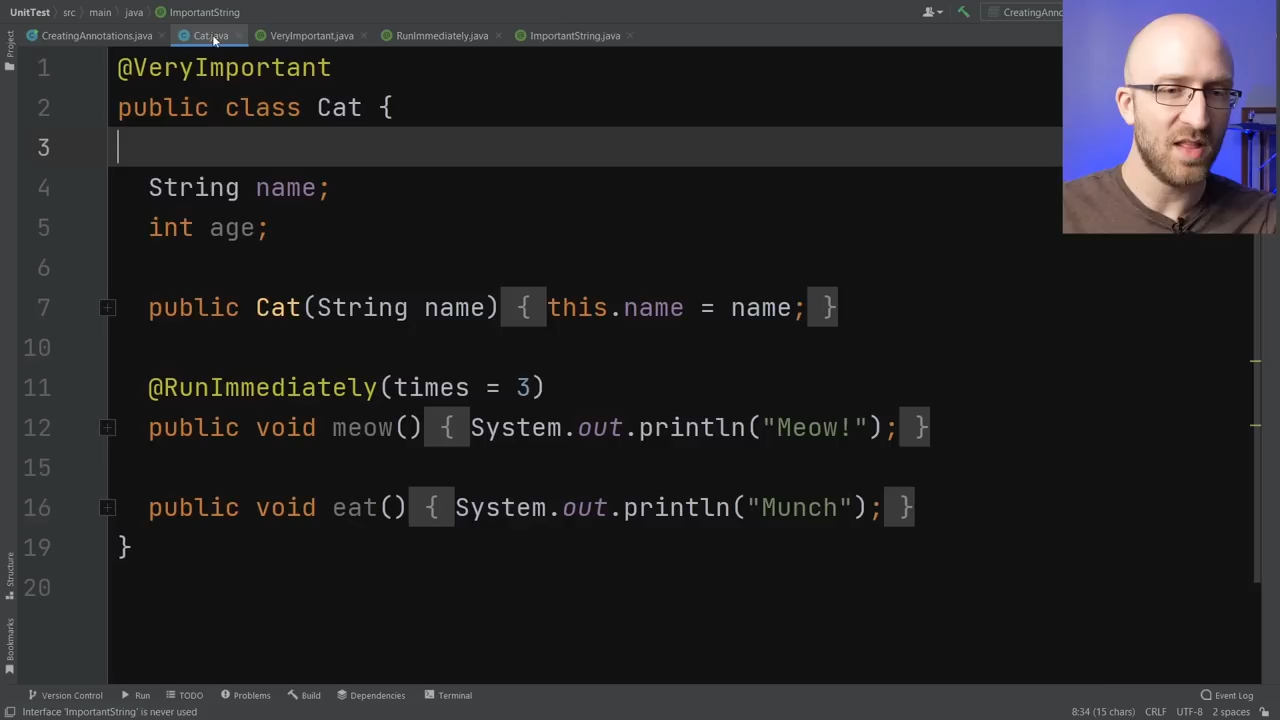 UnitTest src main java ImportantString
CreatingAnno
CreatingAnnotations.java Cat.java VeryImportant.java RunImmediately.java ImportantString.java
Project
1 @VeryImportant
2 public class Cat {
3
4 String name;
5 int age;
6
7 public Cat(String name) { this.name = name; }
10
11 @RunImmediately(times = 3)
12 public void meow() { System.out.println("Meow!"); }
15
16 public void eat() { System.out.println("Munch"); }
19 }
20
Structure
Bookmarks
Version Control Run TODO Problems Build Dependencies Terminal Event Log
Interface 'ImportantString' is never used 8:34 (15 chars) CRLF UTF-8 2 spaces